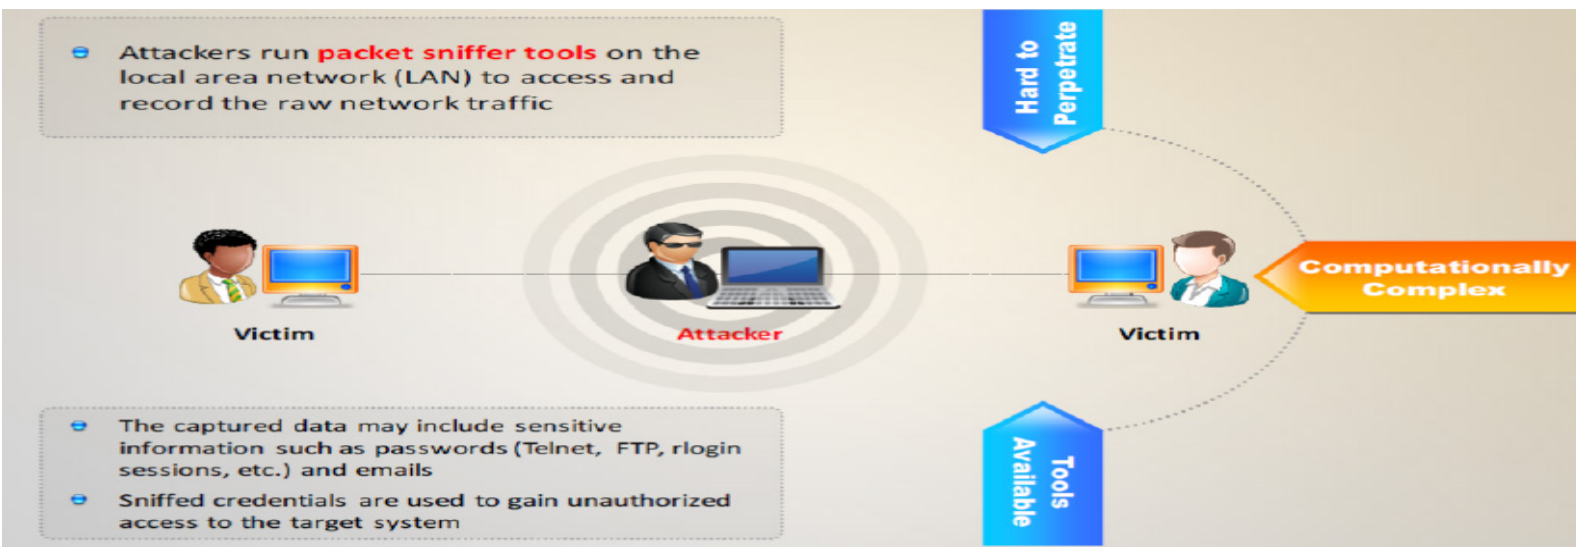 Attackers run packet sniffer tools on the
local area network (LAN) to access and
record the raw network traffic
Hard to
Perpetrate
Victim
Attacker
Victim
Computationally
Complex
The captured data may include sensitive
information such as passwords (Telnet, FTP, rlogin
sessions, etc.) and emails
Sniffed credentials are used to gain unauthorized
access to the target system
Tools
Available